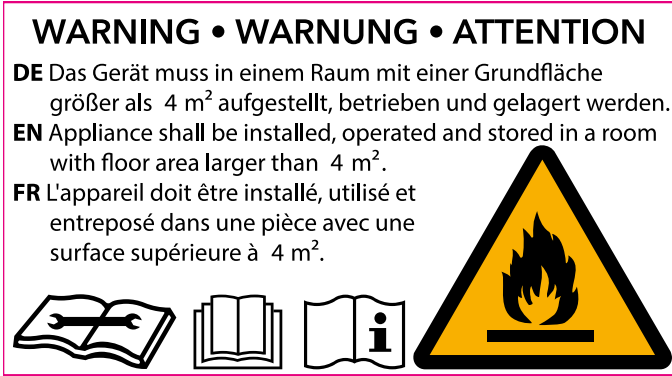 WARNING • WARNUNG • ATTENTION
DE Das Gerät muss in einem Raum mit einer Grundfläche
größer als 4 m² aufgestellt, betrieben und gelagert werden.
EN Appliance shall be installed, operated and stored in a room
with floor area larger than 4 m².
FR L'appareil doit être installé, utilisé et
entreposé dans une pièce avec une
surface supérieure à 4 m².
i